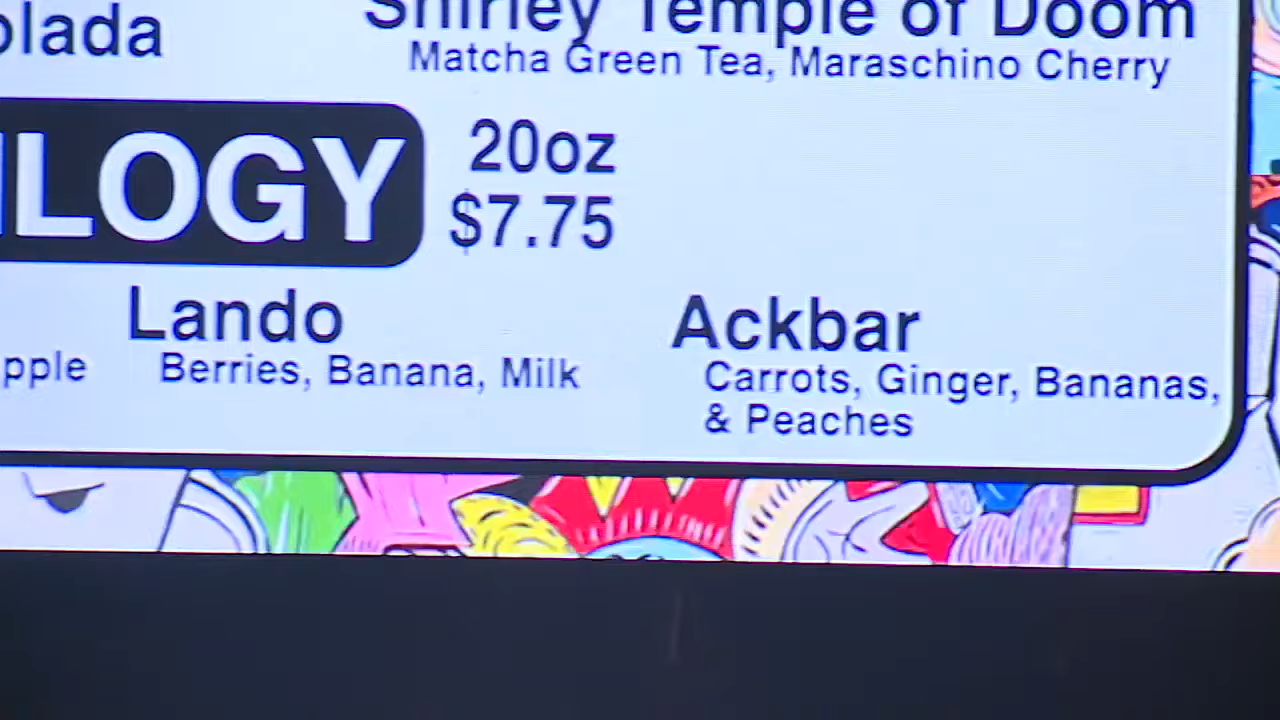 olada
Shirley Temple of Doom
Matcha Green Tea, Maraschino Cherry
ILOGY
20oz
$7.75
Lando
Ackbar
pple
Berries, Banana, Milk
Carrots, Ginger, Bananas,
& Peaches